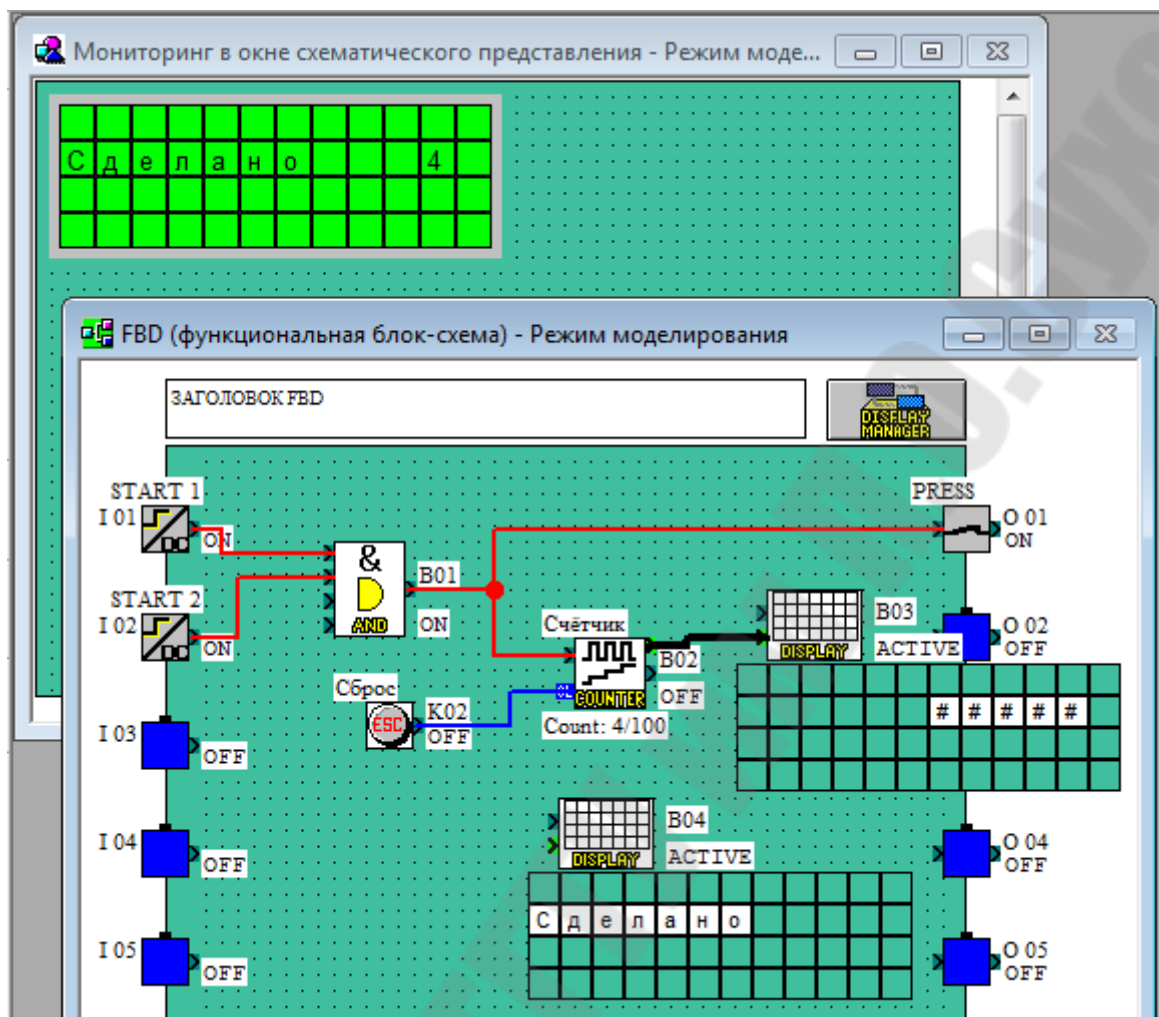 Мониторинг в окне схематического представления - Режим моде...
Сделано 4
FBD (функциональная блок-схема) - Режим моделирования
ЗАГОЛОВОК FBD
DISPLAY
MANAGER
START 1
PRESS
I 01
DC
ON
&
AND
B01
ON
O 01
ON
START 2
I 02
DC
ON
Счётчик
COUNTER
B02
OFF
Count: 4/100
DISPLAY
B03
ACTIVE
O 02
OFF
# # # # #
Сброс
ESC
K02
OFF
I 03
OFF
I 04
OFF
DISPLAY
B04
ACTIVE
O 04
OFF
Сделано
I 05
OFF
O 05
OFF